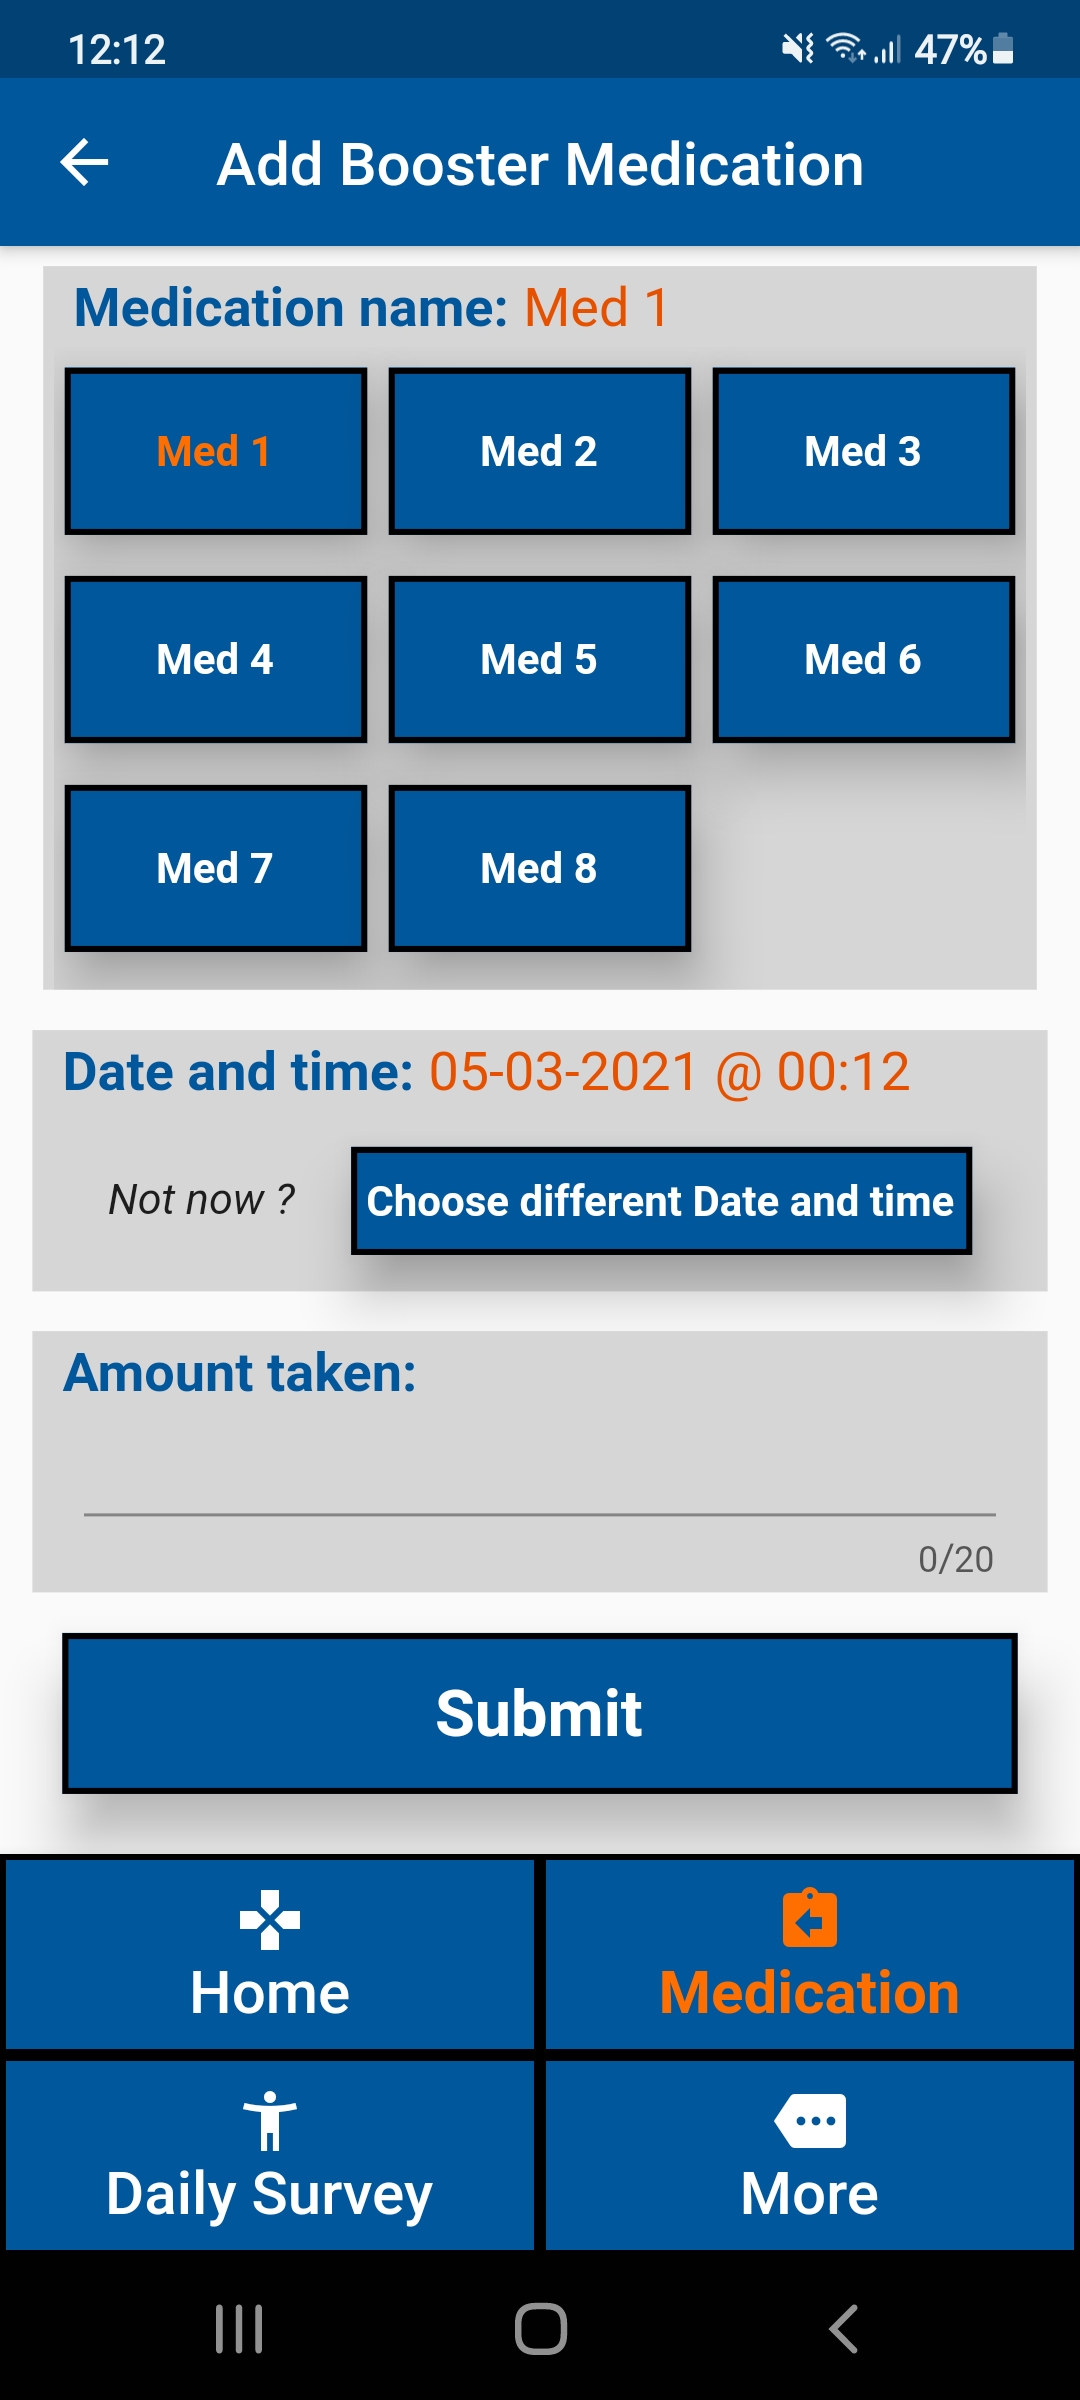 12:12
47%
Add Booster Medication
Medication name: Med 1
Med 1 Med 2 Med 3
Med 4 Med 5 Med 6
Med 7 Med 8
Date and time: 05-03-2021 @ 00:12
Not now ? Choose different Date and time
Amount taken:
0/20
Submit
Home Medication
Daily Survey More